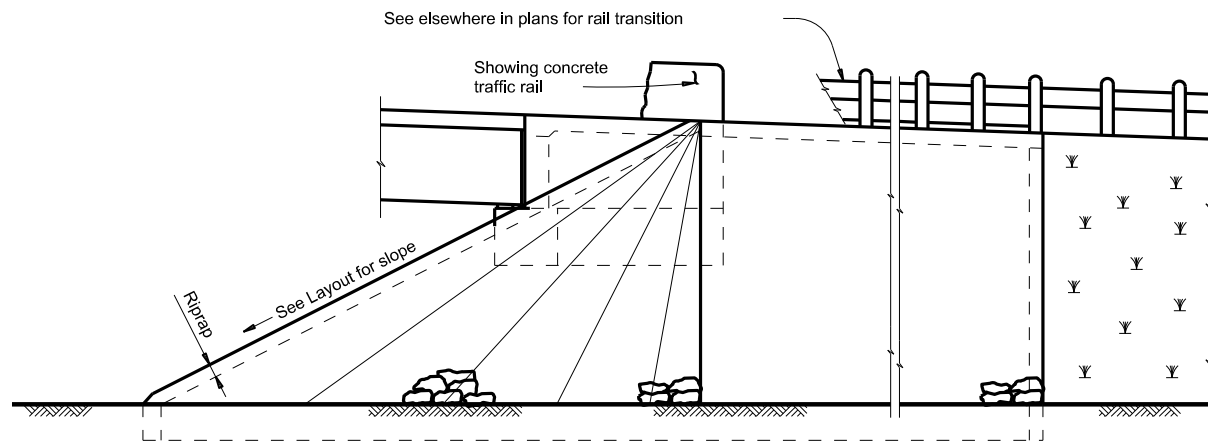 See elsewhere in plans for rail transition
Showing concrete
traffic rail
See Layout for slope
Riprap